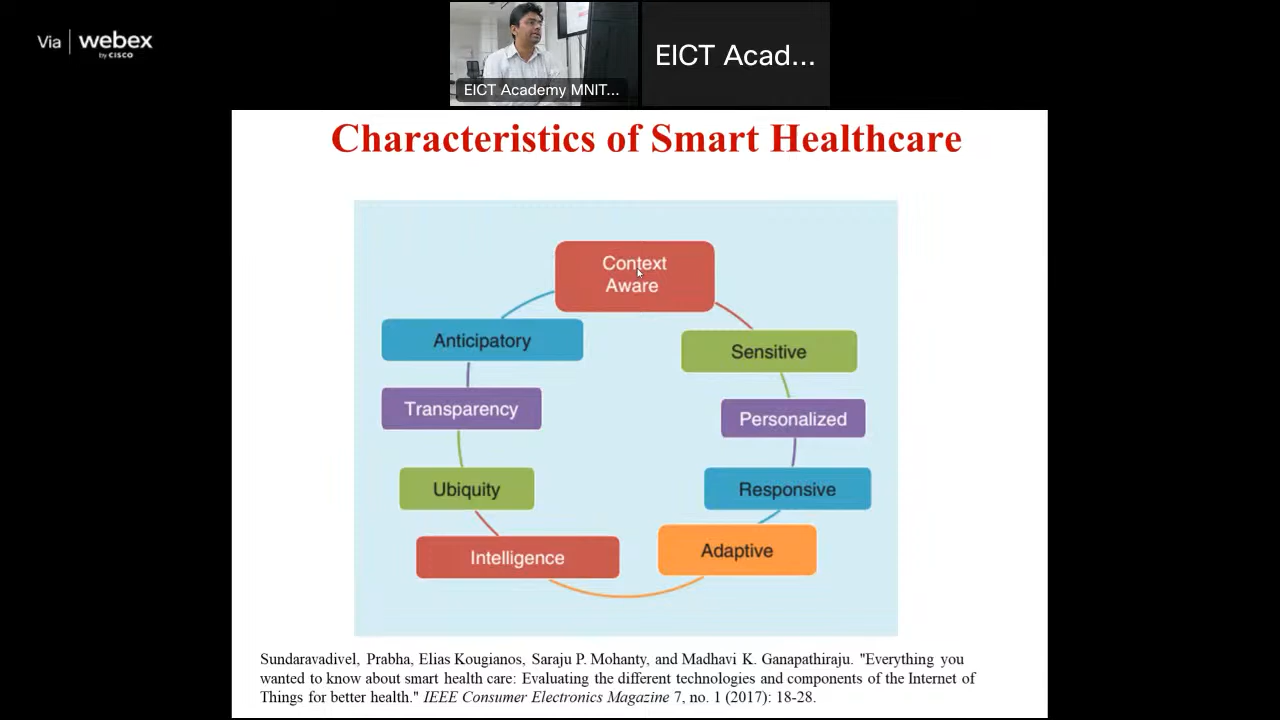 Via webex
by CISCO
EICT Academy MNIT...
EICT Acad...
Characteristics of Smart Healthcare
Context
Aware
Anticipatory
Sensitive
Transparency
Personalized
Ubiquity
Responsive
Intelligence
Adaptive
Sundaravadivel, Prabha, Elias Kougianos, Saraju P. Mohanty, and Madhavi K. Ganapathiraju. "Everything you
wanted to know about smart health care: Evaluating the different technologies and components of the Internet of
Things for better health." IEEE Consumer Electronics Magazine 7, no. 1 (2017): 18-28.